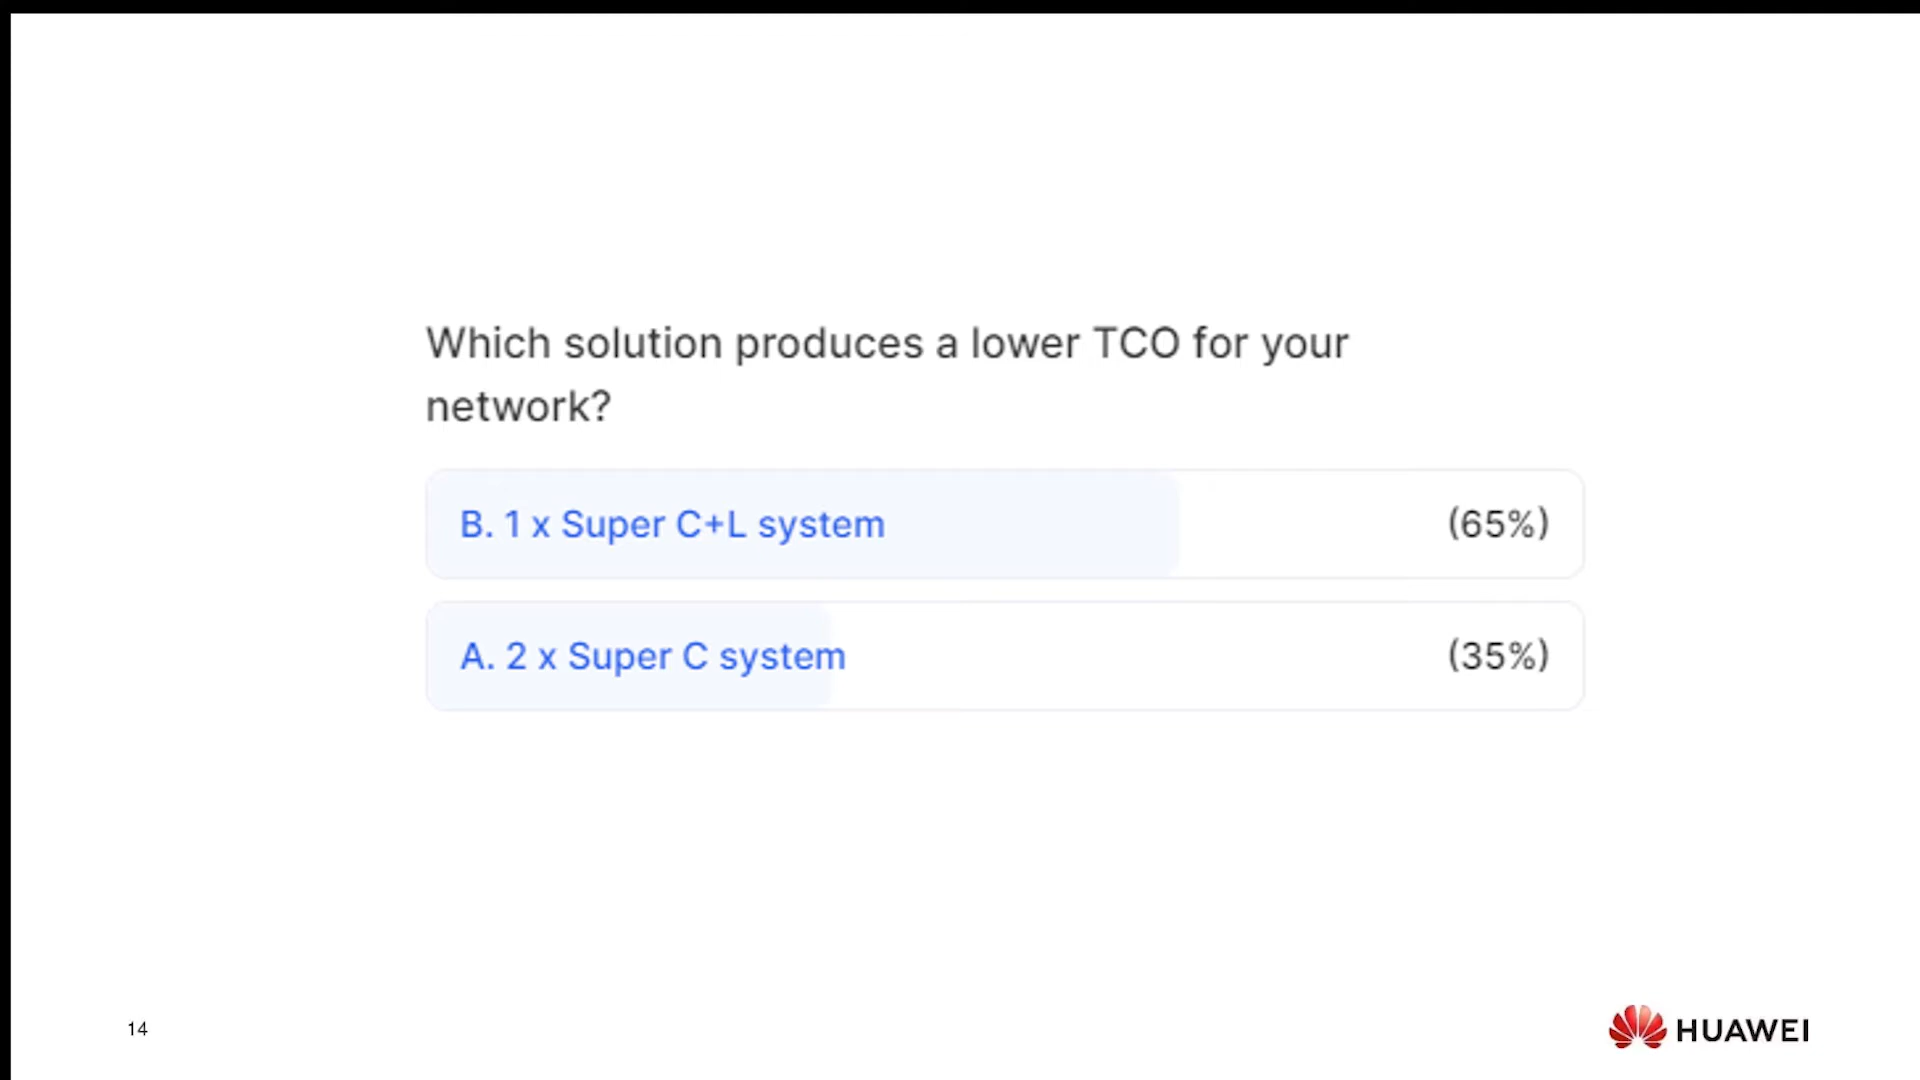 Which solution produces a lower TCO for your
network?
B. 1 x Super C+L system (65%)
A. 2 x Super C system (35%)
14
HUAWEI